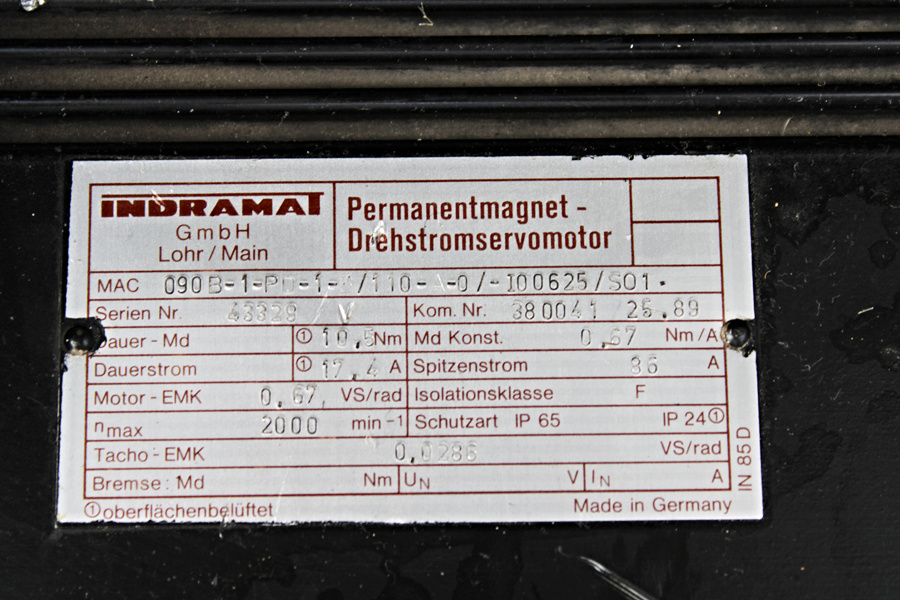 INDRAMAT
GmbH
Lohr / Main
Permanentmagnet -
Drehstromservomotor
MAC 090B-1-PD-1-C/110-A-0/-I00625/S01.
Serien Nr. 43329 / V Kom. Nr. 380041 / 25.89
Dauer - Md ① 10,5 Nm Md Konst. 0,67 Nm/A
Dauerstrom ① 17,4 A Spitzenstrom 86 A
Motor - EMK 0,67, VS/rad Isolationsklasse F
nmax 2000 min -1 Schutzart IP 65 IP 24①
Tacho - EMK 0,0286 VS/rad
Bremse : Md Nm UN V IN A
①oberflächenbelüftet Made in Germany
IN 85 D